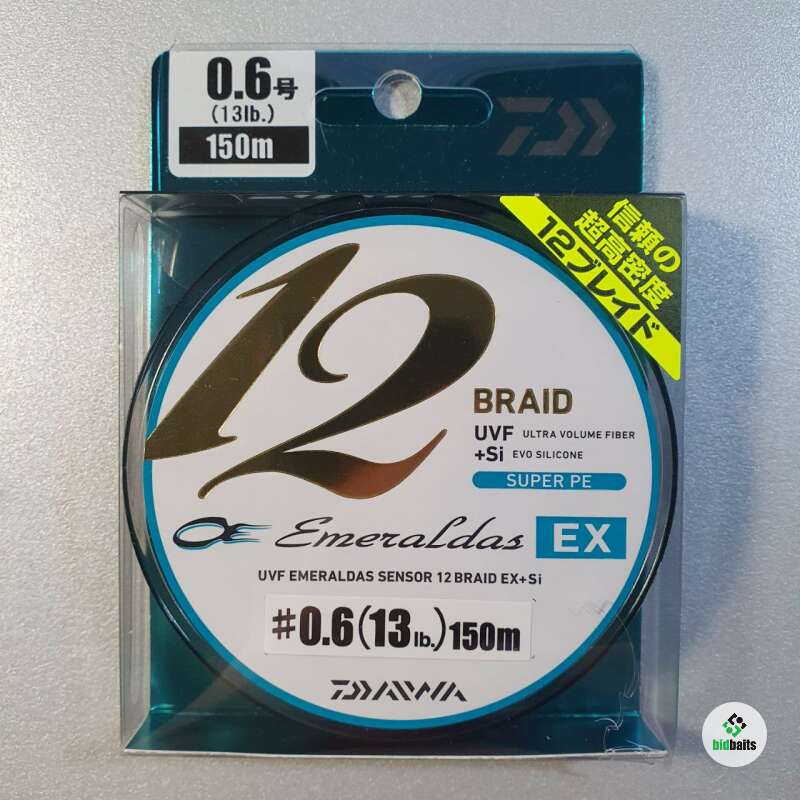 0.6号
(13lb.)
150m
信頼の
超高密度
12ブレイド
12
BRAID
UVF ULTRA VOLUME FIBER
+Si EVO SILICONE
SUPER PE
Emeraldas EX
UVF EMERALDAS SENSOR 12 BRAID EX+Si
#0.6(13lb.)150m
DAIWA
bidbaits